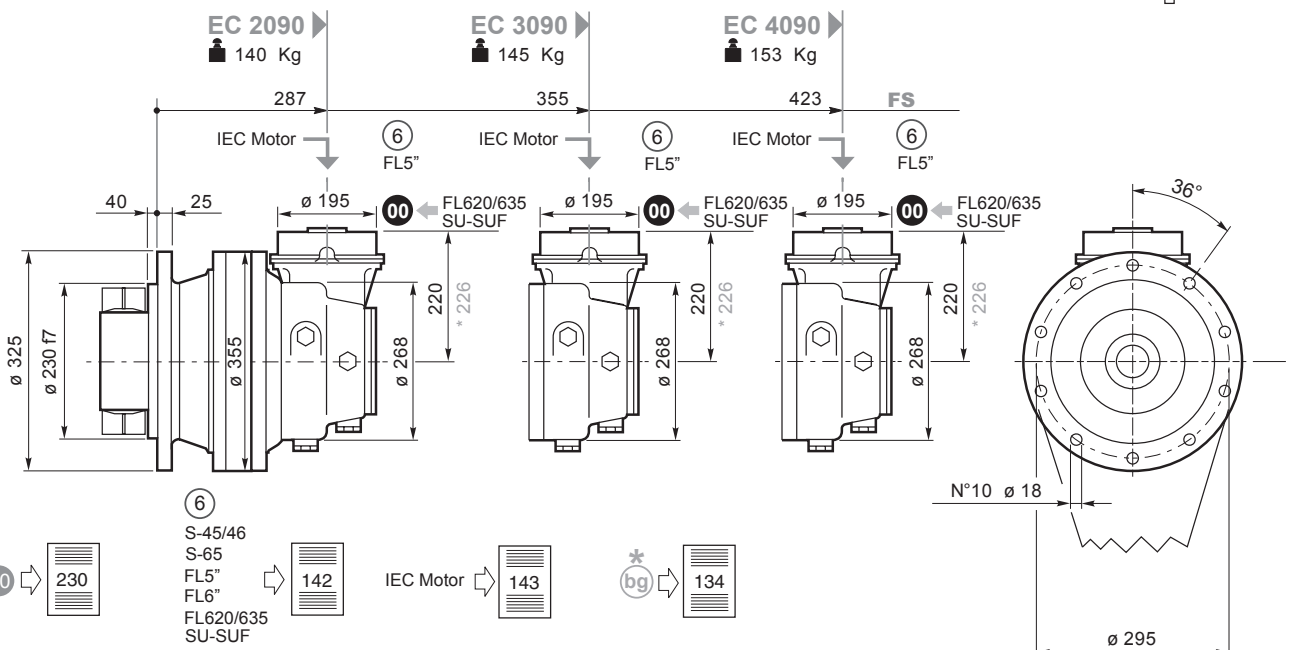 EC 2090
140 Kg
EC 3090
145 Kg
EC 4090
153 Kg
287
355
423
FS
IEC Motor
6
FL5”
IEC Motor
6
FL5”
IEC Motor
6
FL5”
36°
40
25
ø 195
00
FL620/635
SU-SUF
ø 195
00
FL620/635
SU-SUF
ø 195
00
FL620/635
SU-SUF
ø 325
ø 230 f7
ø 355
ø 268
220
* 226
ø 268
220
* 226
ø 268
220
* 226
N°10 ø 18
ø 295
230
6
S-45/46
S-65
FL5”
FL6”
FL620/635
SU-SUF
142
IEC Motor
143
*
bg
134